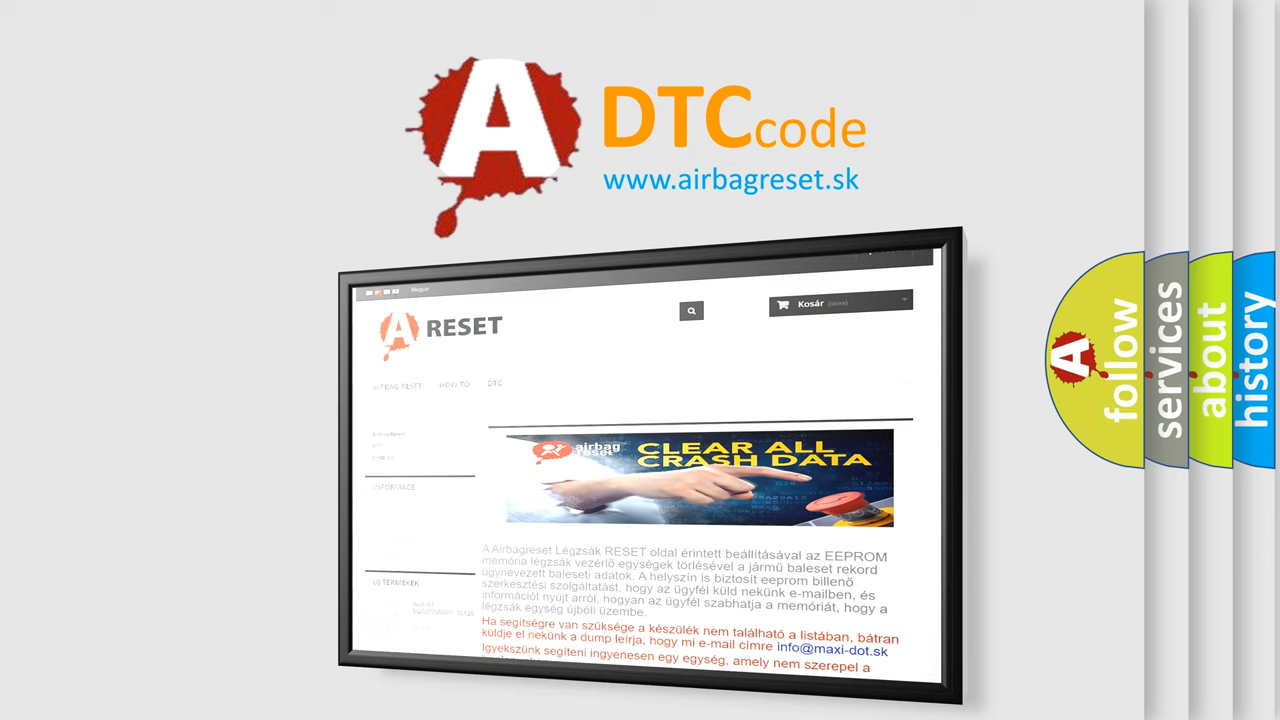 A
DTC code
www.airbagreset.sk
Magyar
A RESET
Kosár (üres)
AIRBAG RESET HOW TO DTC
INFORMACE
airbag
reset
CLEAR ALL
CRASH DATA
A Airbagreset Légzsák RESET oldal érintett beállításával az EEPROM
memória légzsák vezérlő egységek törlésével a jármű baleset rekord
úgynevezett baleseti adatok. A helyszín is biztosít eeprom billenő
szerkesztési szolgáltatást, hogy az ügyfél küld nekünk e-mailben, és
információt nyújt arról, hogyan az ügyfél szabhatja a memóriát, hogy a
légzsák egység újbóli üzembe.
Ha segítségre van szüksége a készülék nem található a listában, bátran
küldje el nekünk a dump leírja, hogy mi e-mail címre info@maxi-dot.sk
Igyekszünk segíteni ingyenesen egy egység, amely nem szerepel a
ÚJ TERMÉKEK
A
follow
services
about
history